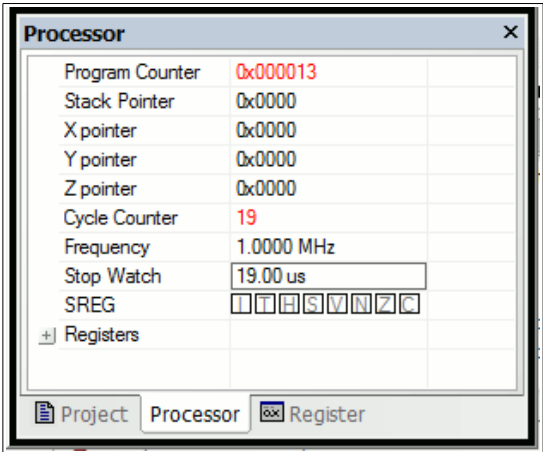 Processor ×
Program Counter 0x000013
Stack Pointer 0x0000
X pointer 0x0000
Y pointer 0x0000
Z pointer 0x0000
Cycle Counter 19
Frequency 1.0000 MHz
Stop Watch 19.00 us
SREG I T H S V N Z C
+ Registers
Project Processor Register